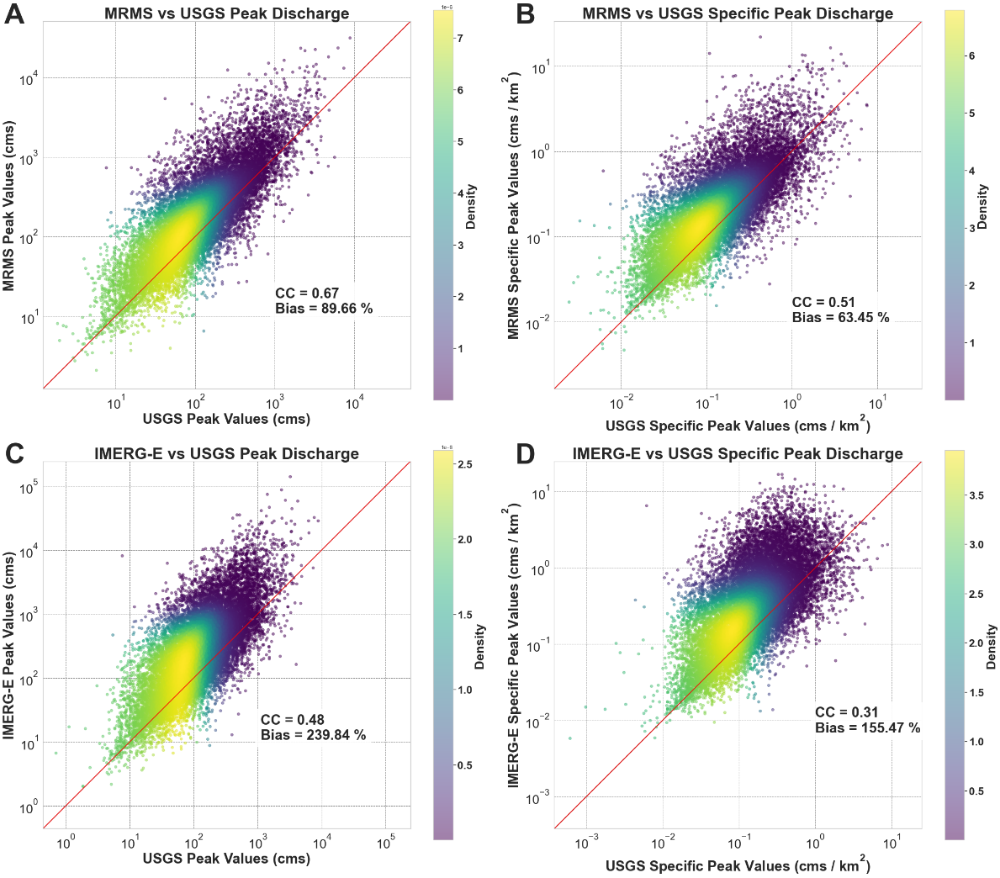 A
MRMS vs USGS Peak Discharge
1e−6
MRMS Peak Values (cms)
10^4
10^3
10^2
10^1
CC = 0.67
Bias = 89.66 %
10^1 10^2 10^3 10^4
USGS Peak Values (cms)
7
6
5
4
3
2
1
Density
B
MRMS vs USGS Specific Peak Discharge
MRMS Specific Peak Values (cms / km^2)
10^1
10^0
10^−1
10^−2
CC = 0.51
Bias = 63.45 %
10^−2 10^−1 10^0 10^1
USGS Specific Peak Values (cms / km^2)
6
5
4
3
2
1
Density
C
IMERG-E vs USGS Peak Discharge
IMERG-E Peak Values (cms)
10^5
10^4
10^3
10^2
10^1
10^0
CC = 0.48
Bias = 239.84 %
10^0 10^1 10^2 10^3 10^4 10^5
USGS Peak Values (cms)
2.5
2.0
1.5
1.0
0.5
Density
D
IMERG-E vs USGS Specific Peak Discharge
IMERG-E Specific Peak Values (cms / km^2)
10^1
10^0
10^−1
10^−2
10^−3
CC = 0.31
Bias = 155.47 %
10^−3 10^−2 10^−1 10^0 10^1
USGS Specific Peak Values (cms / km^2)
3.5
3.0
2.5
2.0
1.5
1.0
0.5
Density